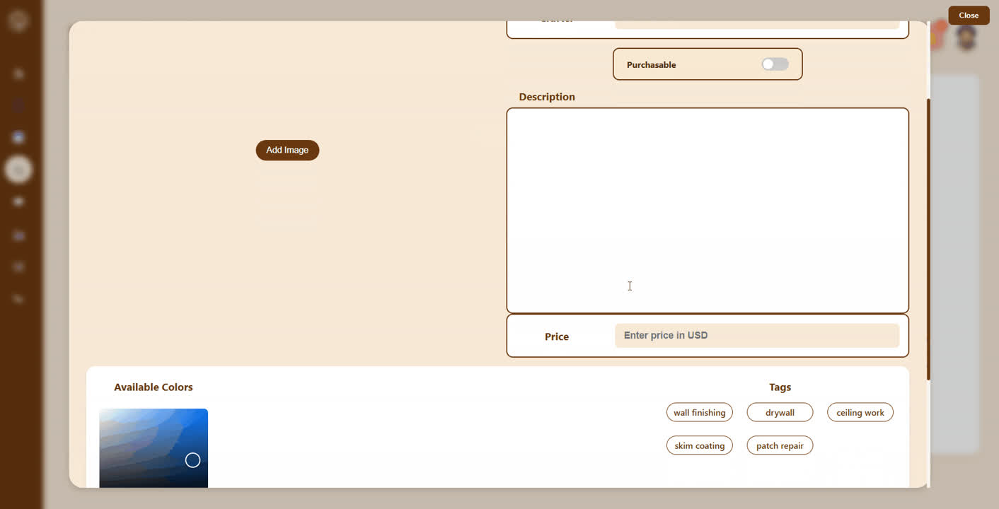 Close
Purchasable
Description
Add Image
Price
Enter price in USD
Available Colors
Tags
wall finishing
drywall
ceiling work
skim coating
patch repair